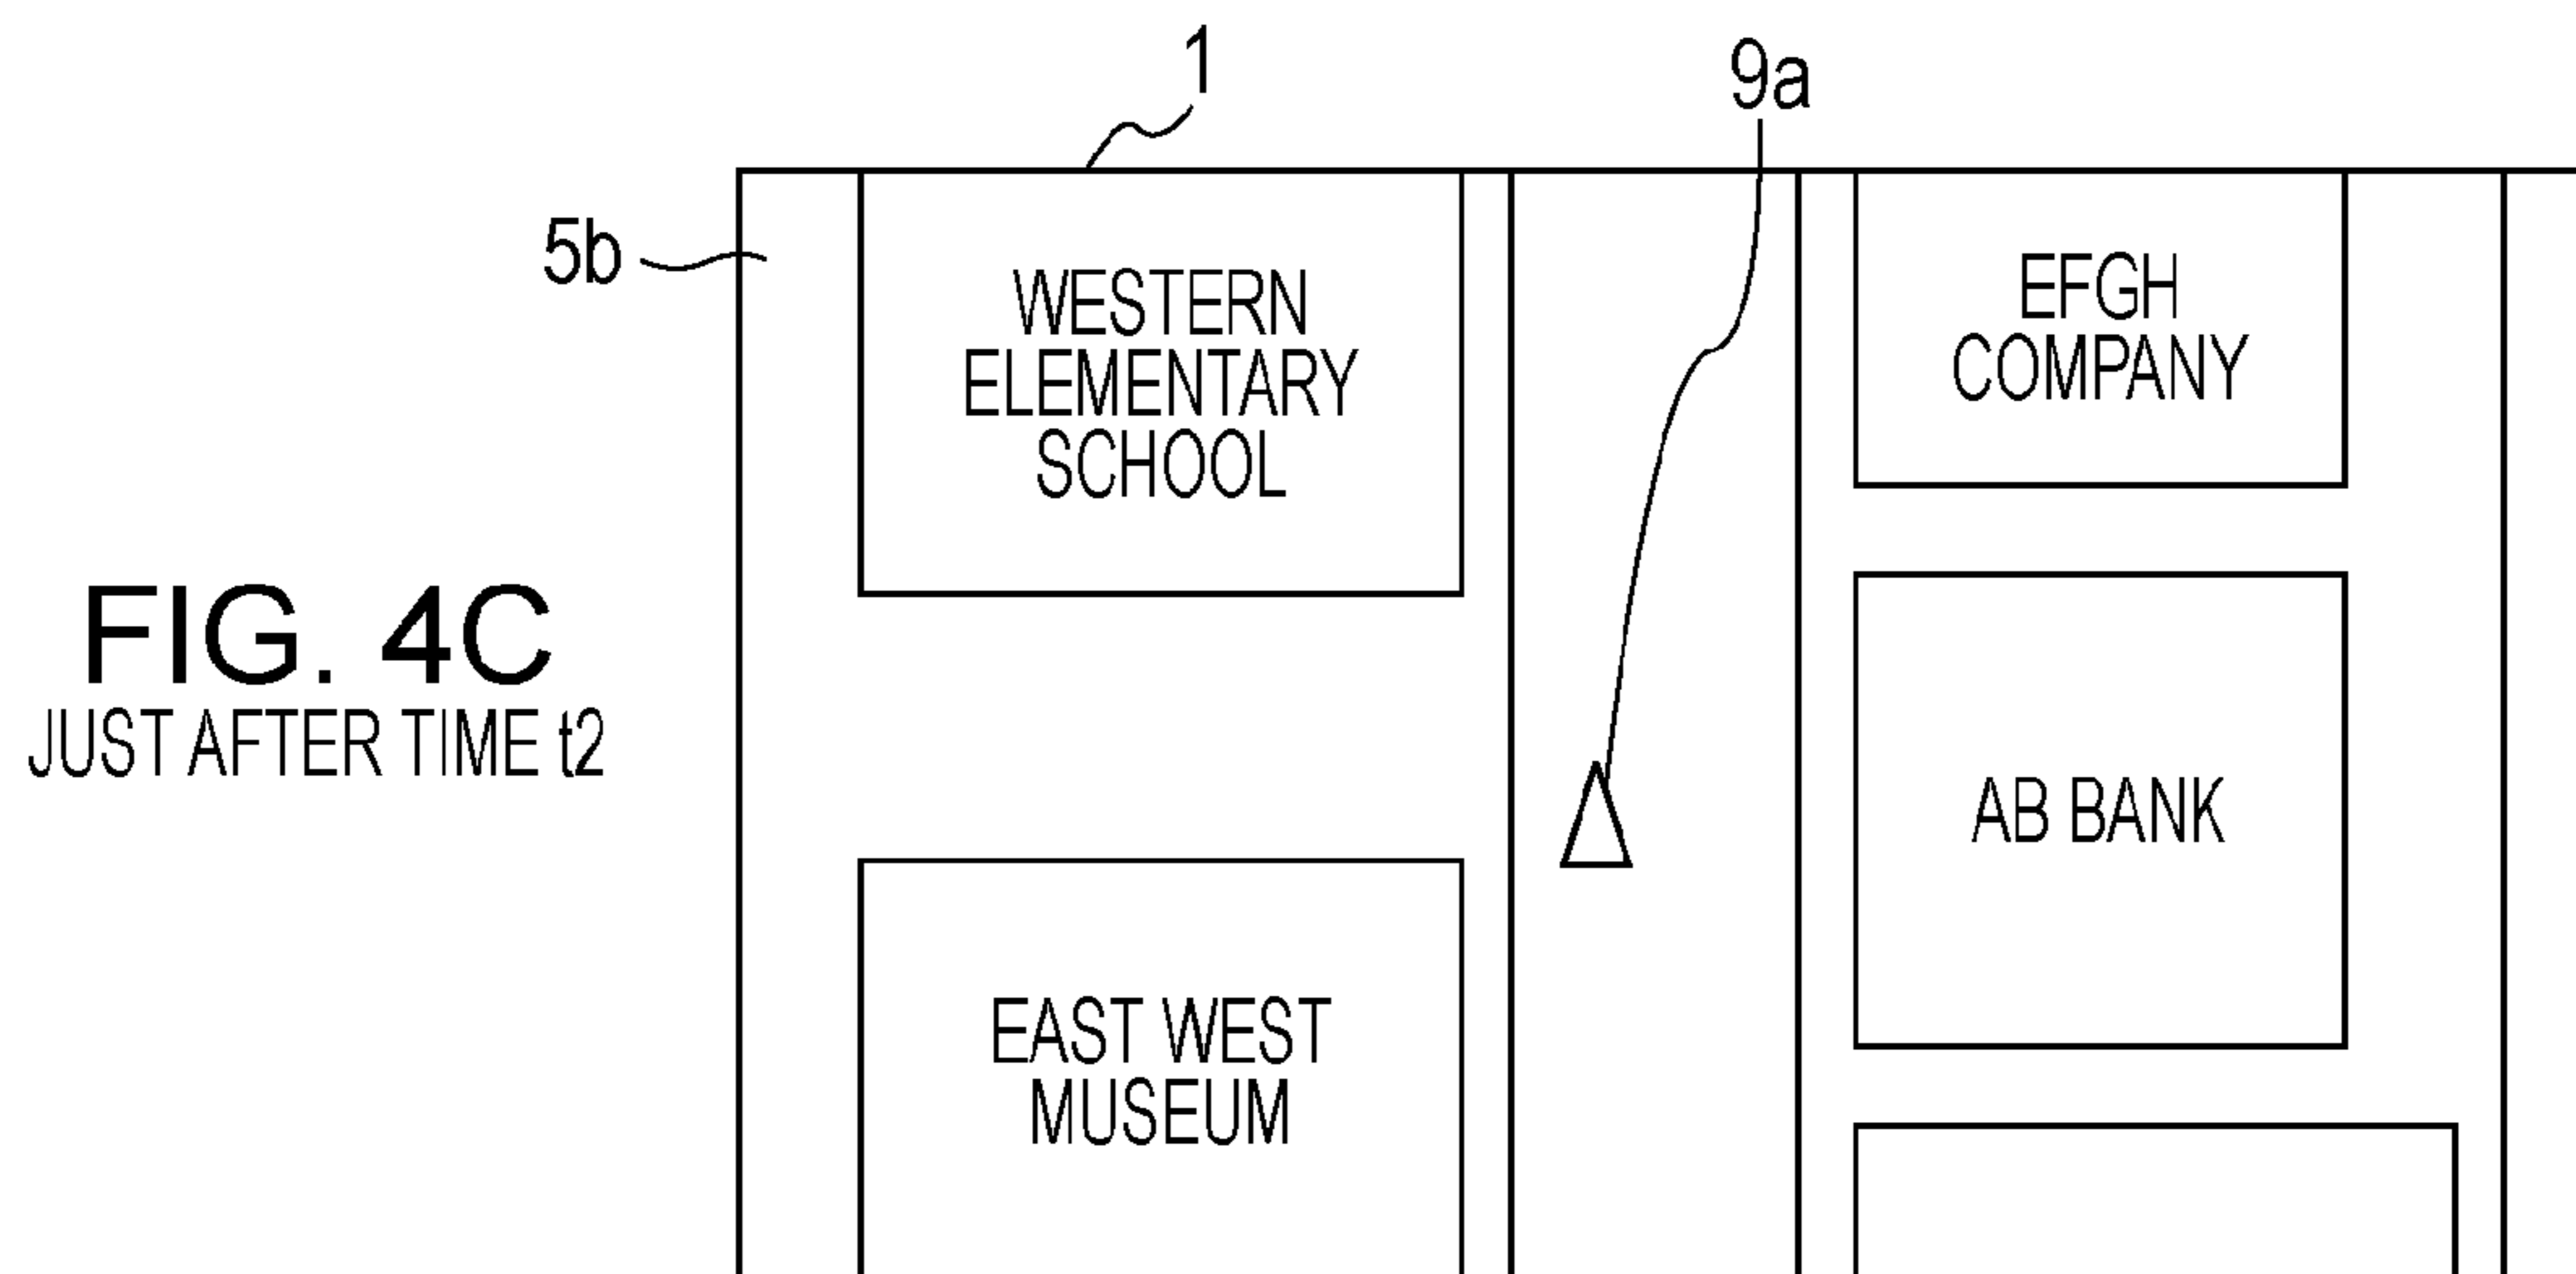 1
9a
5b
WESTERN
ELEMENTARY
SCHOOL
EFGH
COMPANY
FIG. 4C
JUST AFTER TIME t2
AB BANK
EAST WEST
MUSEUM